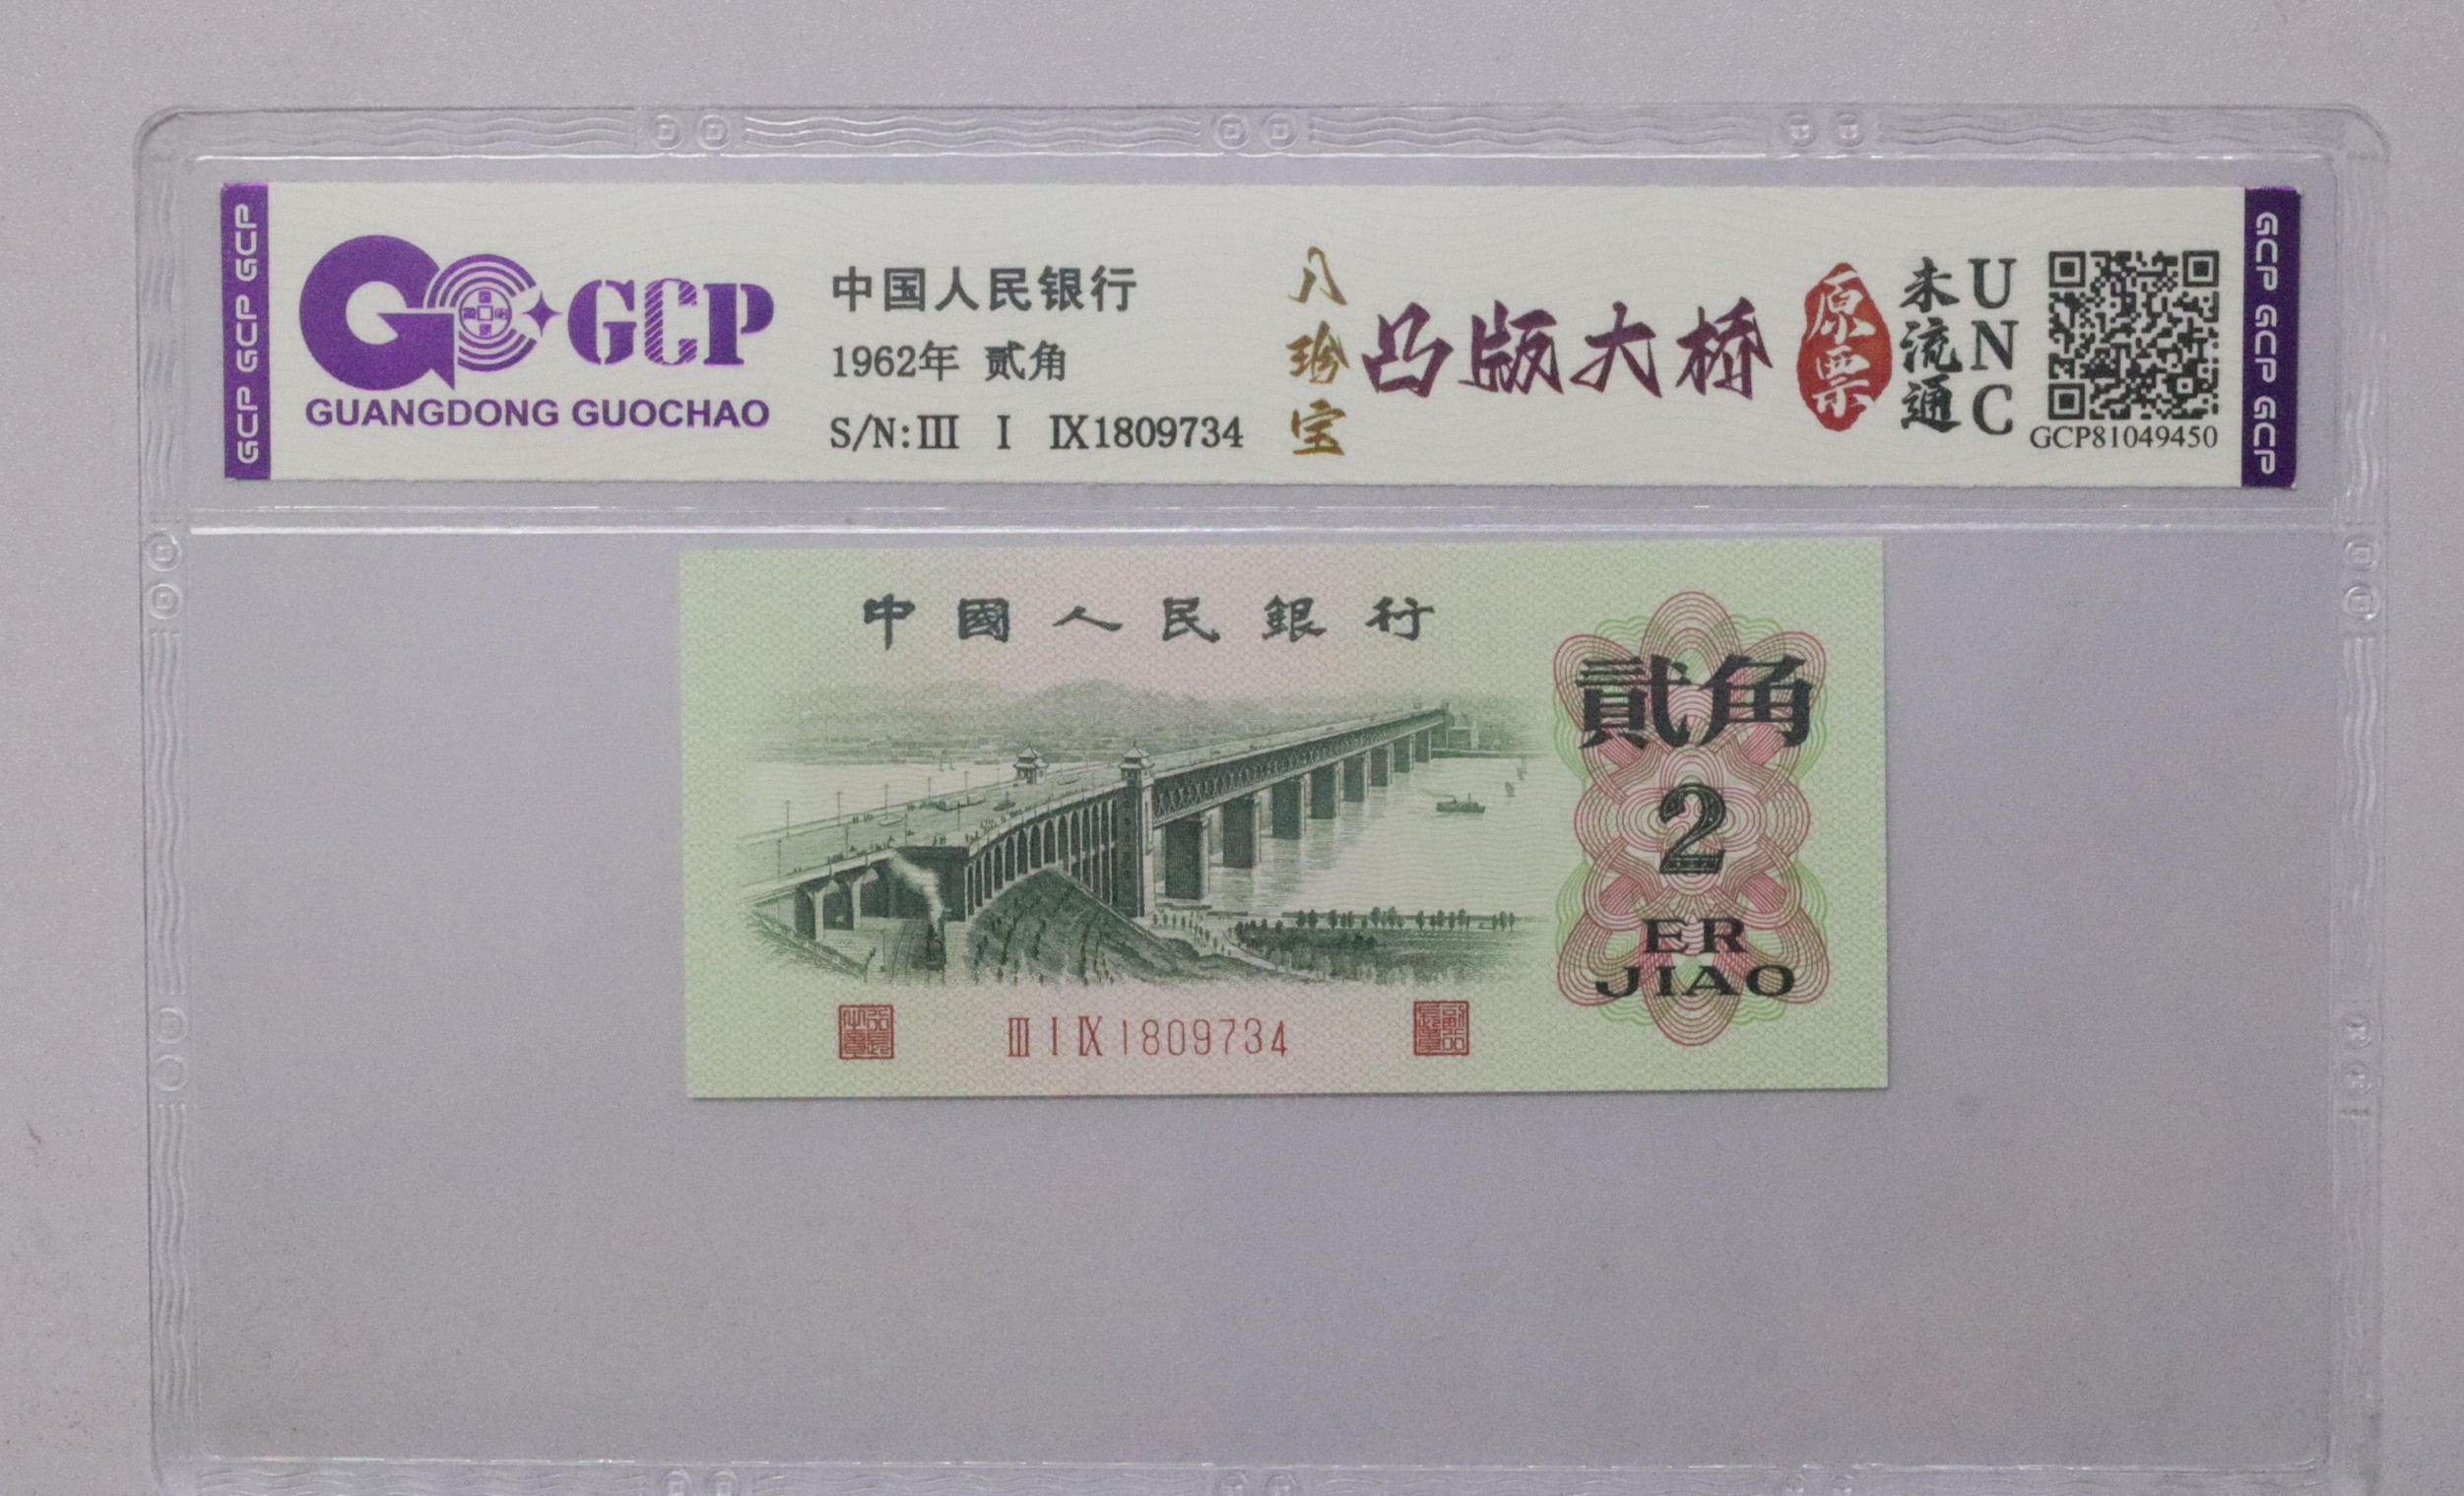 GCP GCP GCP
GCP
GUANGDONG GUOCHAO
中国人民银行
1962年 贰角
S/N:Ⅲ Ⅰ Ⅸ1809734
八珍宝
凸版大桥
原票
未流通
UNC
GCP81049450
GCP GCP GCP
中國人民銀行
貳角
2
ER
JIAO
Ⅲ Ⅰ Ⅸ 1809734